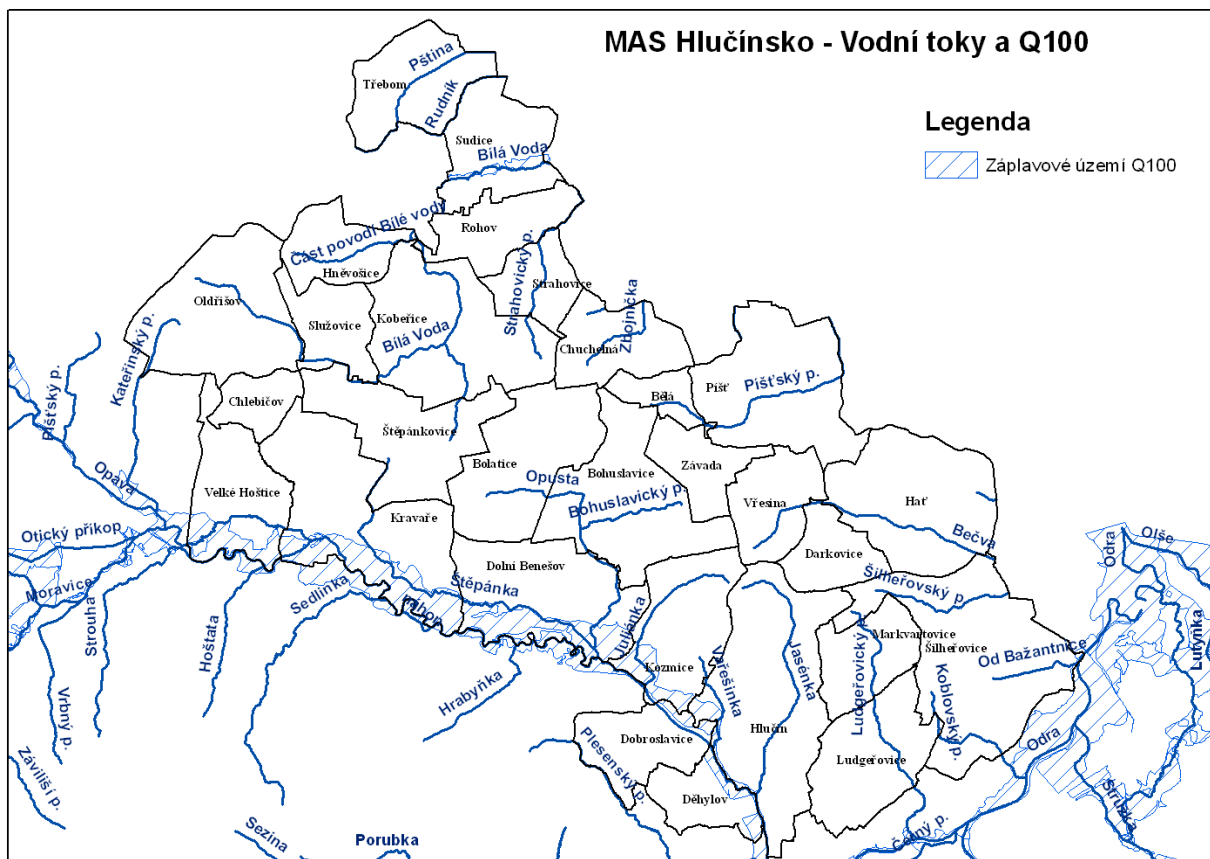 MAS Hlučínsko - Vodní toky a Q100
Legenda
Záplavové území Q100
Třebom
Pština
Rudník
Sudice
Bílá Voda
Část povodí Bílé vody
Rohov
Hněvošice
Strahovický p.
Strahovice
Oldřišov
Služovice
Kobeřice
Bílá Voda
Zbojnička
Chuchelná
Kateřinský p.
Píšťský p.
Chlebičov
Štěpánkovice
Bělá
Píšť
Píšťský p.
Opava
Velké Hoštice
Bolatice
Opusta
Bohuslavice
Bohuslavický p.
Závada
Vřesina
Hať
Bečva
Otický příkop
Kravaře
Darkovice
Moravice
Strouha
Hoštata
Sedlinka
Dolní Benešov
Štěpánka
Juliánka
Šilheřovský p.
Odra
Olše
Lutyňka
Vrbný p.
Hrabyňka
Kozmice
Vařešinka
Jasénka
Ludgeřovický p.
Markvartovice
Šilheřovice
Od Bažantnice
Koblovský p.
Závilíši p.
Dobroslavice
Plesenský p.
Hlučín
Ludgeřovice
Odra
Děhylov
Stružka
Sezina
Porubka
Černý p.